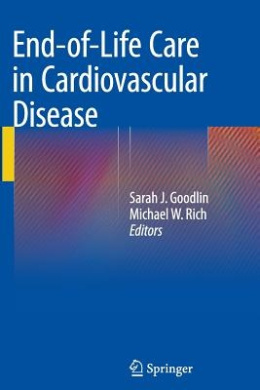 End-of-Life Care
in Cardiovascular
Disease
Sarah J. Goodlin
Michael W. Rich
Editors
Springer